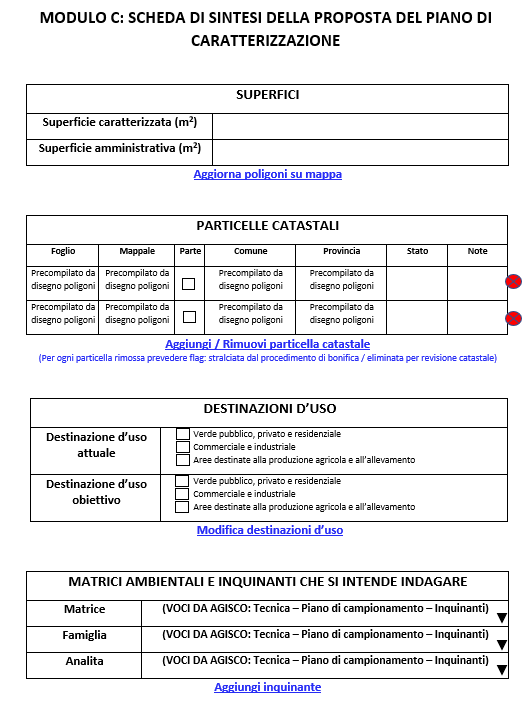 MODULO C: SCHEDA DI SINTESI DELLA PROPOSTA DEL PIANO DI
CARATTERIZZAZIONE
SUPERFICI
Superficie caratterizzata (m²)
Superficie amministrativa (m²)
Aggiorna poligoni su mappa
PARTICELLE CATASTALI
Foglio Mappale Parte Comune Provincia Stato Note
Precompilato da Precompilato da Precompilato da Precompilato da
disegno poligoni disegno poligoni disegno poligoni disegno poligoni
Precompilato da Precompilato da Precompilato da Precompilato da
disegno poligoni disegno poligoni disegno poligoni disegno poligoni
Aggiungi / Rimuovi particella catastale
(Per ogni particella rimossa prevedere flag: stralciata dal procedimento di bonifica / eliminata per revisione catastale)
DESTINAZIONI D’USO
Destinazione d’uso
attuale
Verde pubblico, privato e residenziale
Commerciale e industriale
Aree destinate alla produzione agricola e all’allevamento
Destinazione d’uso
obiettivo
Verde pubblico, privato e residenziale
Commerciale e industriale
Aree destinate alla produzione agricola e all’allevamento
Modifica destinazioni d’uso
MATRICI AMBIENTALI E INQUINANTI CHE SI INTENDE INDAGARE
Matrice (VOCI DA AGISCO: Tecnica – Piano di campionamento – Inquinanti)
Famiglia (VOCI DA AGISCO: Tecnica – Piano di campionamento – Inquinanti)
Analita (VOCI DA AGISCO: Tecnica – Piano di campionamento – Inquinanti)
Aggiungi inquinante